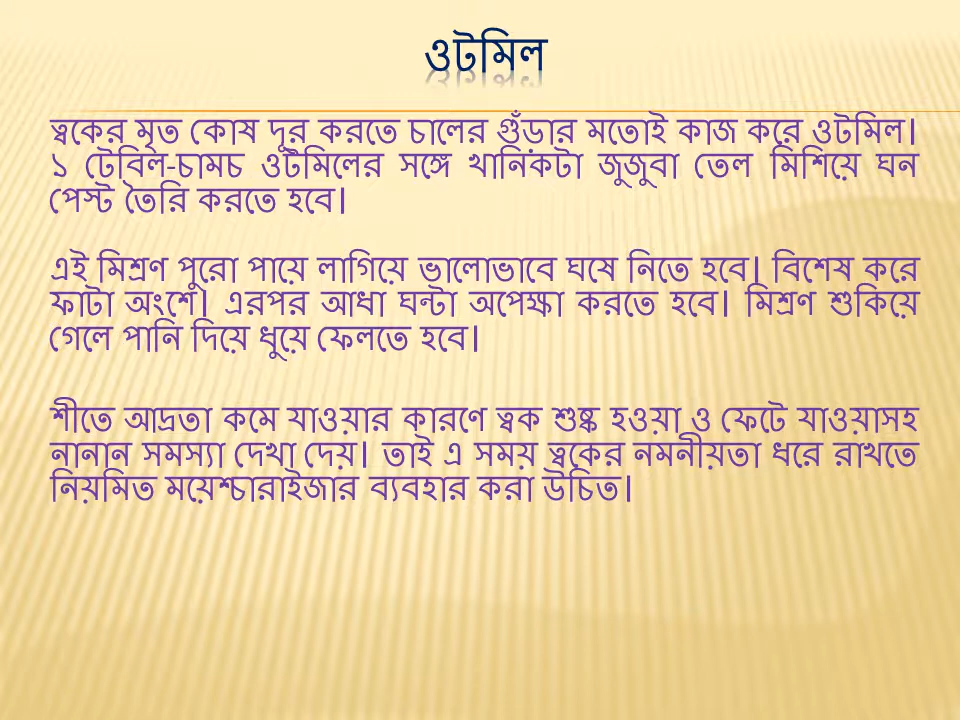 ওটমিল
ত্বকের মৃত কোষ দূর করতে চালের গুঁড়ার মতোই কাজ করে ওটমিল।
১ টেবিল-চামচ ওটমিলের সঙ্গে খানিকটা জুজুবা তেল মিশিয়ে ঘন
পেস্ট তৈরি করতে হবে।
এই মিশ্রণ পুরো পায়ে লাগিয়ে ভালোভাবে ঘষে নিতে হবে। বিশেষ করে
ফাটা অংশে। এরপর আধা ঘন্টা অপেক্ষা করতে হবে। মিশ্রণ শুকিয়ে
গেলে পানি দিয়ে ধুয়ে ফেলতে হবে।
শীতে আদ্রতা কমে যাওয়ার কারণে ত্বক শুষ্ক হওয়া ও ফেটে যাওয়াসহ
নানান সমস্যা দেখা দেয়। তাই এ সময় ত্বকের নমনীয়তা ধরে রাখতে
নিয়মিত ময়েশ্চারাইজার ব্যবহার করা উচিত।